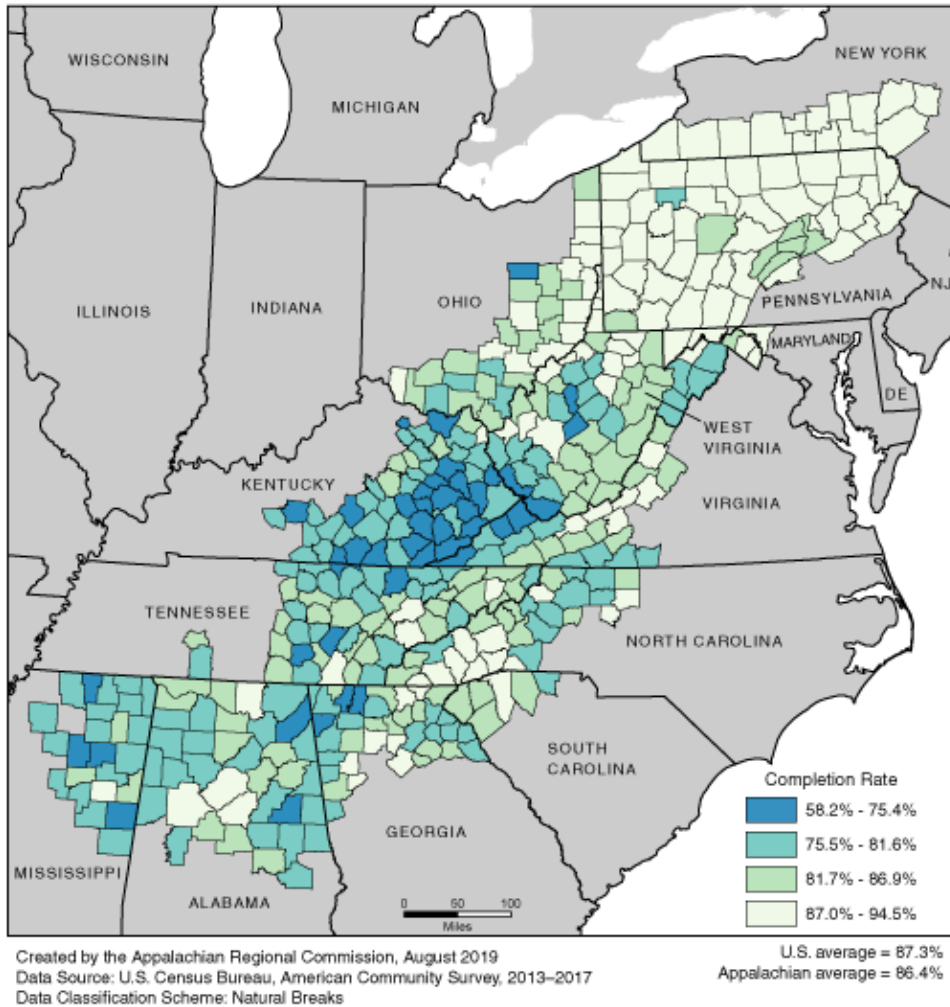 WISCONSIN
NEW YORK
MICHIGAN
ILLINOIS
INDIANA
OHIO
PENNSYLVANIA
NJ
MARYLAND
DE
WEST
VIRGINIA
KENTUCKY
VIRGINIA
TENNESSEE
NORTH CAROLINA
SOUTH
CAROLINA
GEORGIA
MISSISSIPPI
ALABAMA
Completion Rate
58.2% - 75.4%
75.5% - 81.6%
81.7% - 86.9%
87.0% - 94.5%
0 50 100
Miles
Created by the Appalachian Regional Commission, August 2019
Data Source: U.S. Census Bureau, American Community Survey, 2013–2017
Data Classification Scheme: Natural Breaks
U.S. average = 87.3%
Appalachian average = 86.4%